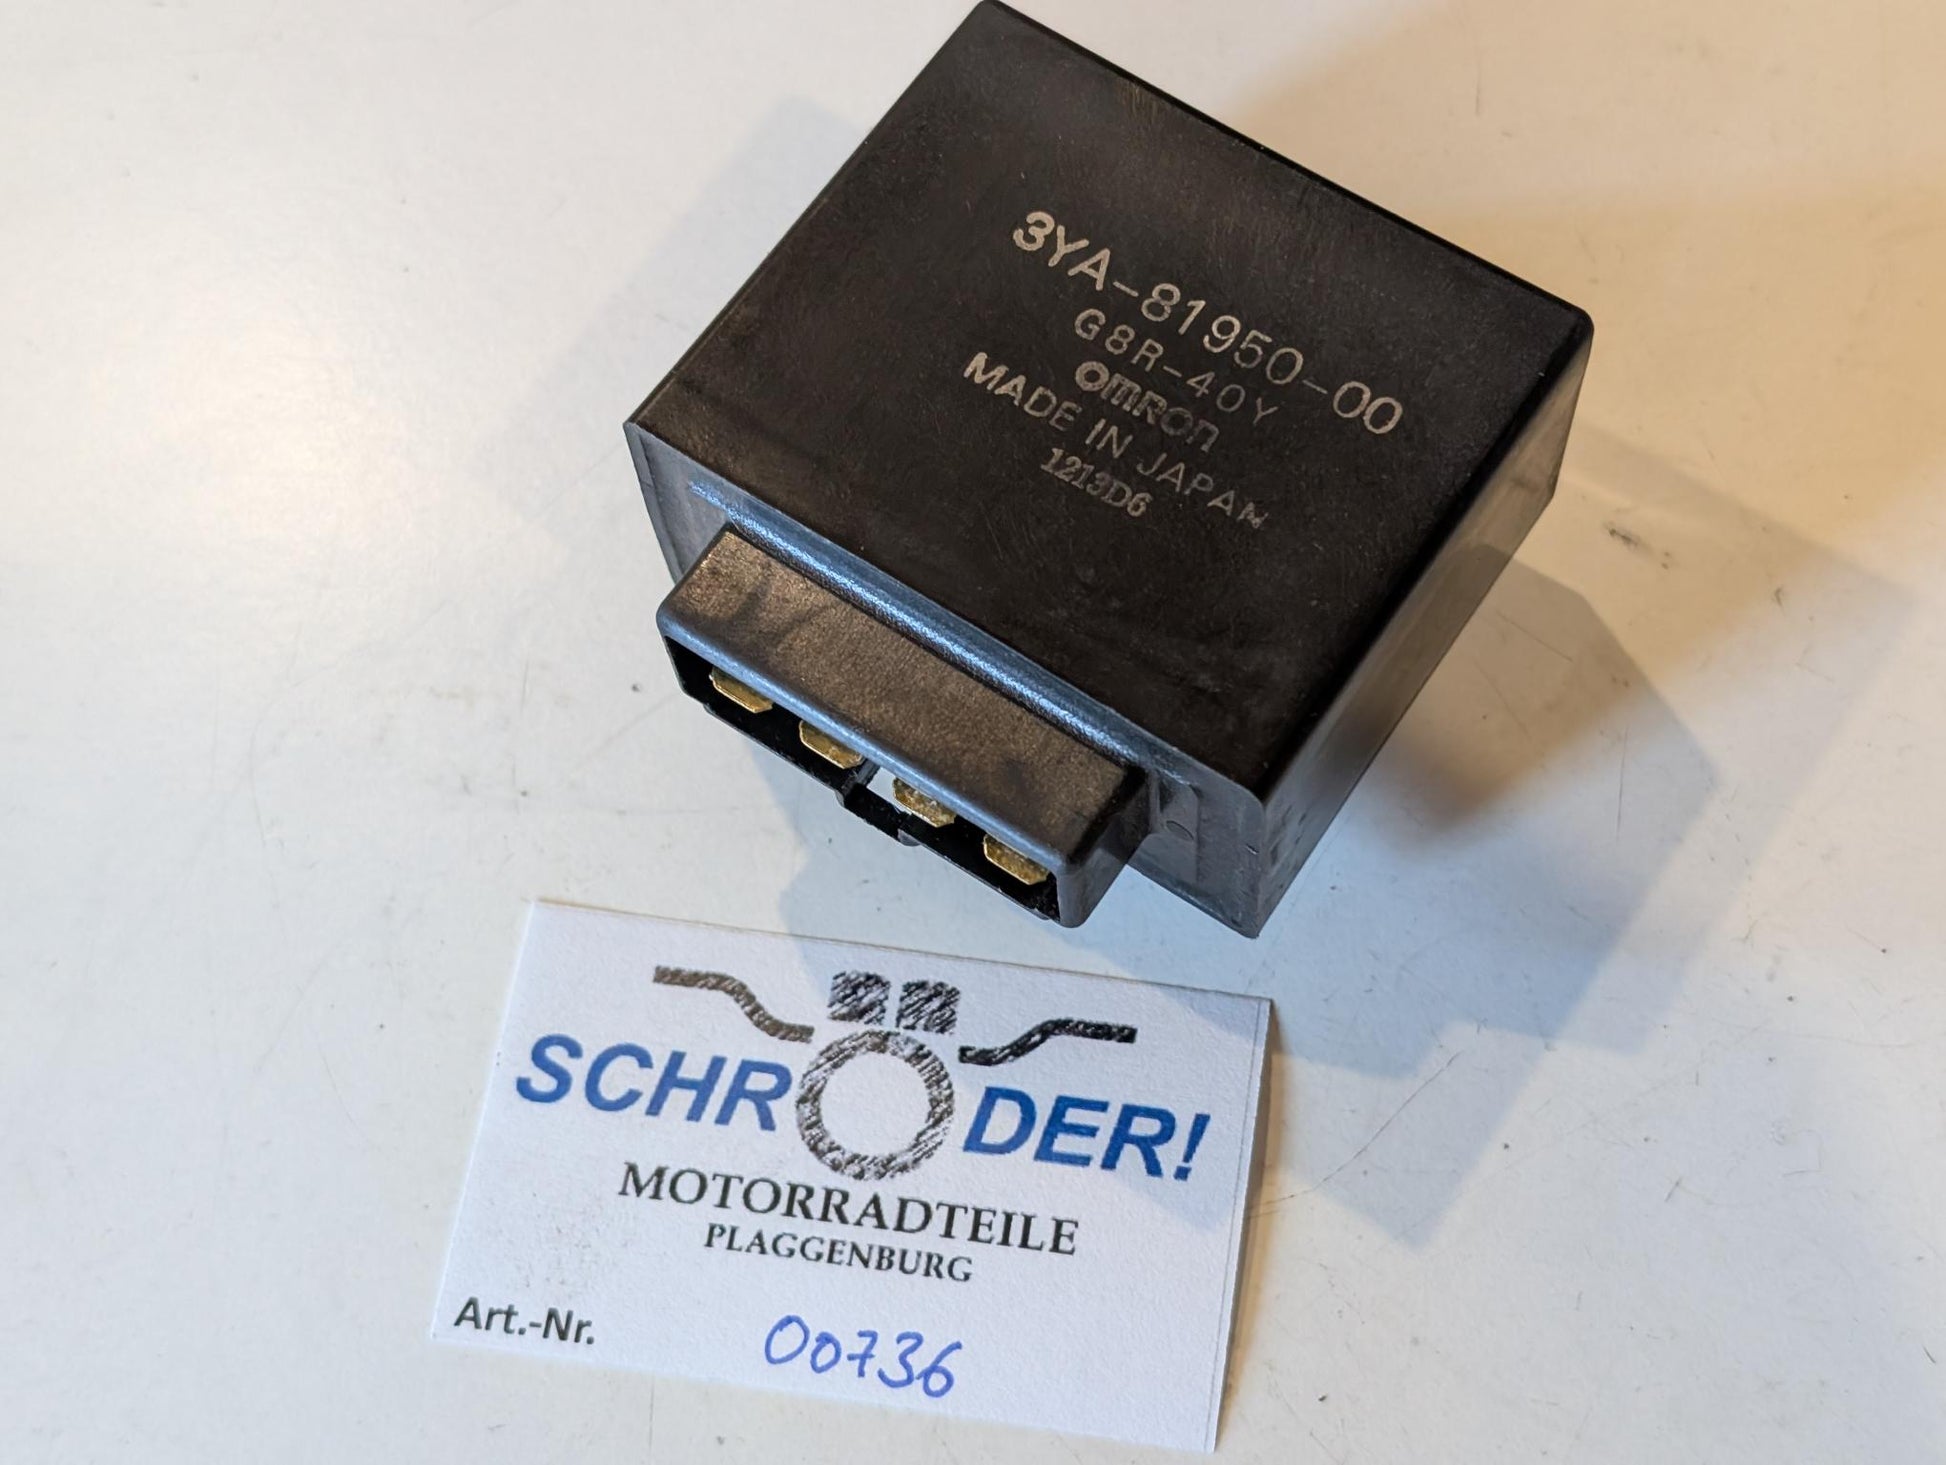 3YA-81950-00
G8R-40Y
omron
MADE IN JAPAN
1213D6
SCHRÖDER!
MOTORRADTEILE
PLAGGENBURG
Art.-Nr. 00736